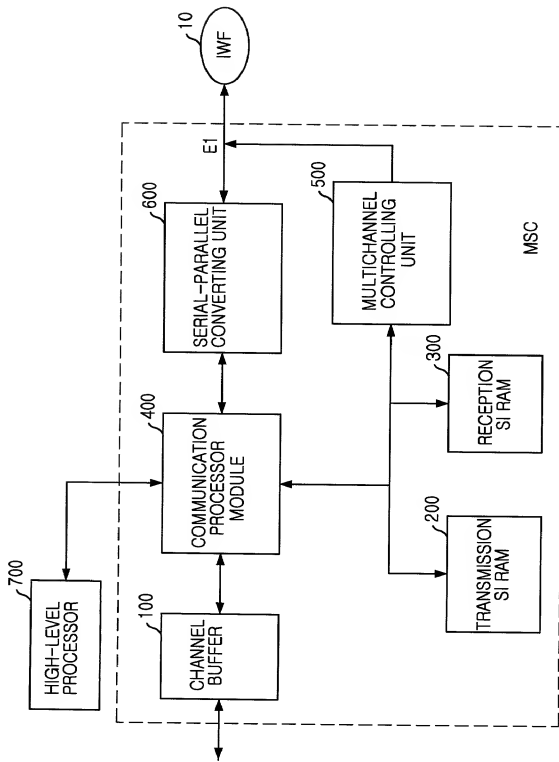 700
HIGH-LEVEL
PROCESSOR
100
CHANNEL
BUFFER
400
COMMUNICATION
PROCESSOR
MODULE
600
SERIAL-PARALLEL
CONVERTING UNIT
E1
10
IWF
200
TRANSMISSION
SI RAM
300
RECEPTION
SI RAM
500
MULTICHANNEL
CONTROLLING
UNIT
MSC